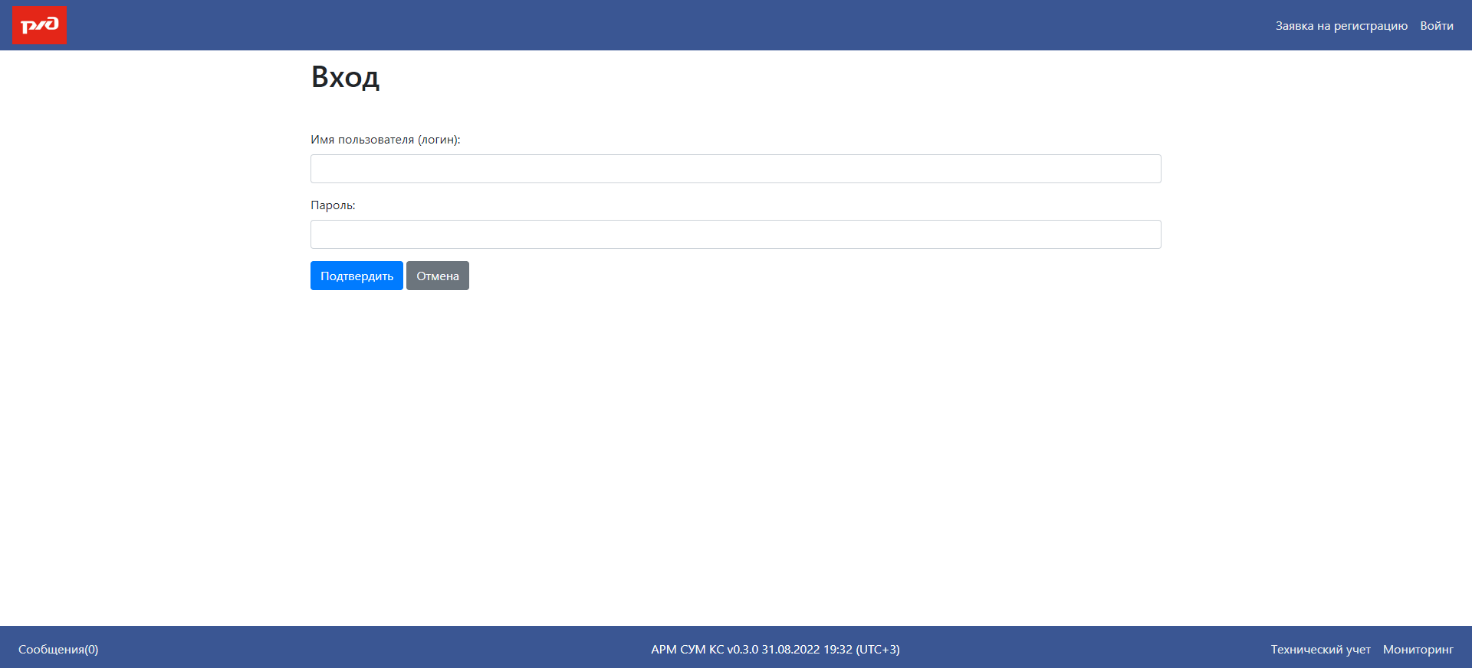 ржд
Заявка на регистрацию Войти
Вход
Имя пользователя (логин):
Пароль:
Подтвердить Отмена
Сообщения(0) АРМ СУМ КС v0.3.0 31.08.2022 19:32 (UTC+3) Технический учет Мониторинг